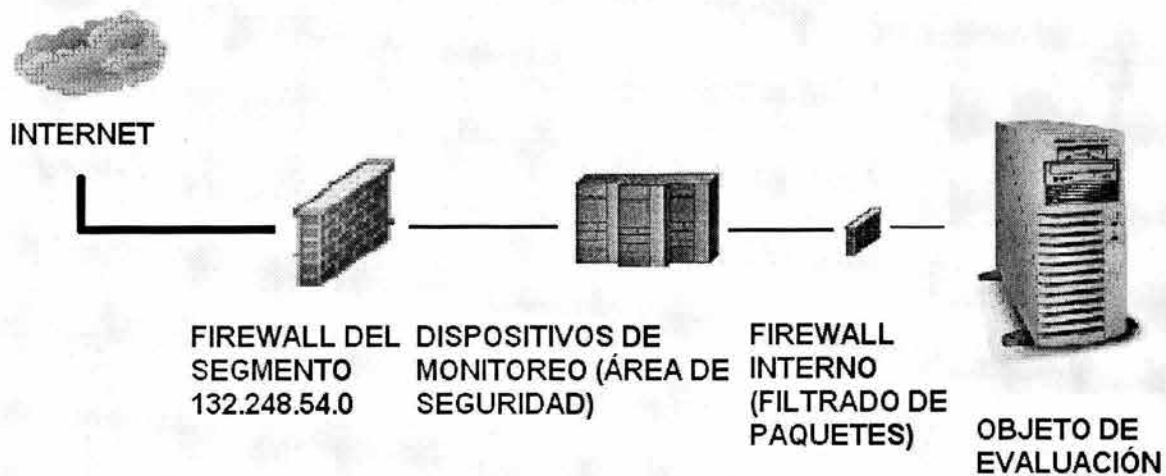 INTERNET
FIREWALL DEL
SEGMENTO
132.248.54.0
DISPOSITIVOS DE
MONITOREO (ÁREA DE
SEGURIDAD)
FIREWALL
INTERNO
(FILTRADO DE
PAQUETES)
OBJETO DE
EVALUACIÓN